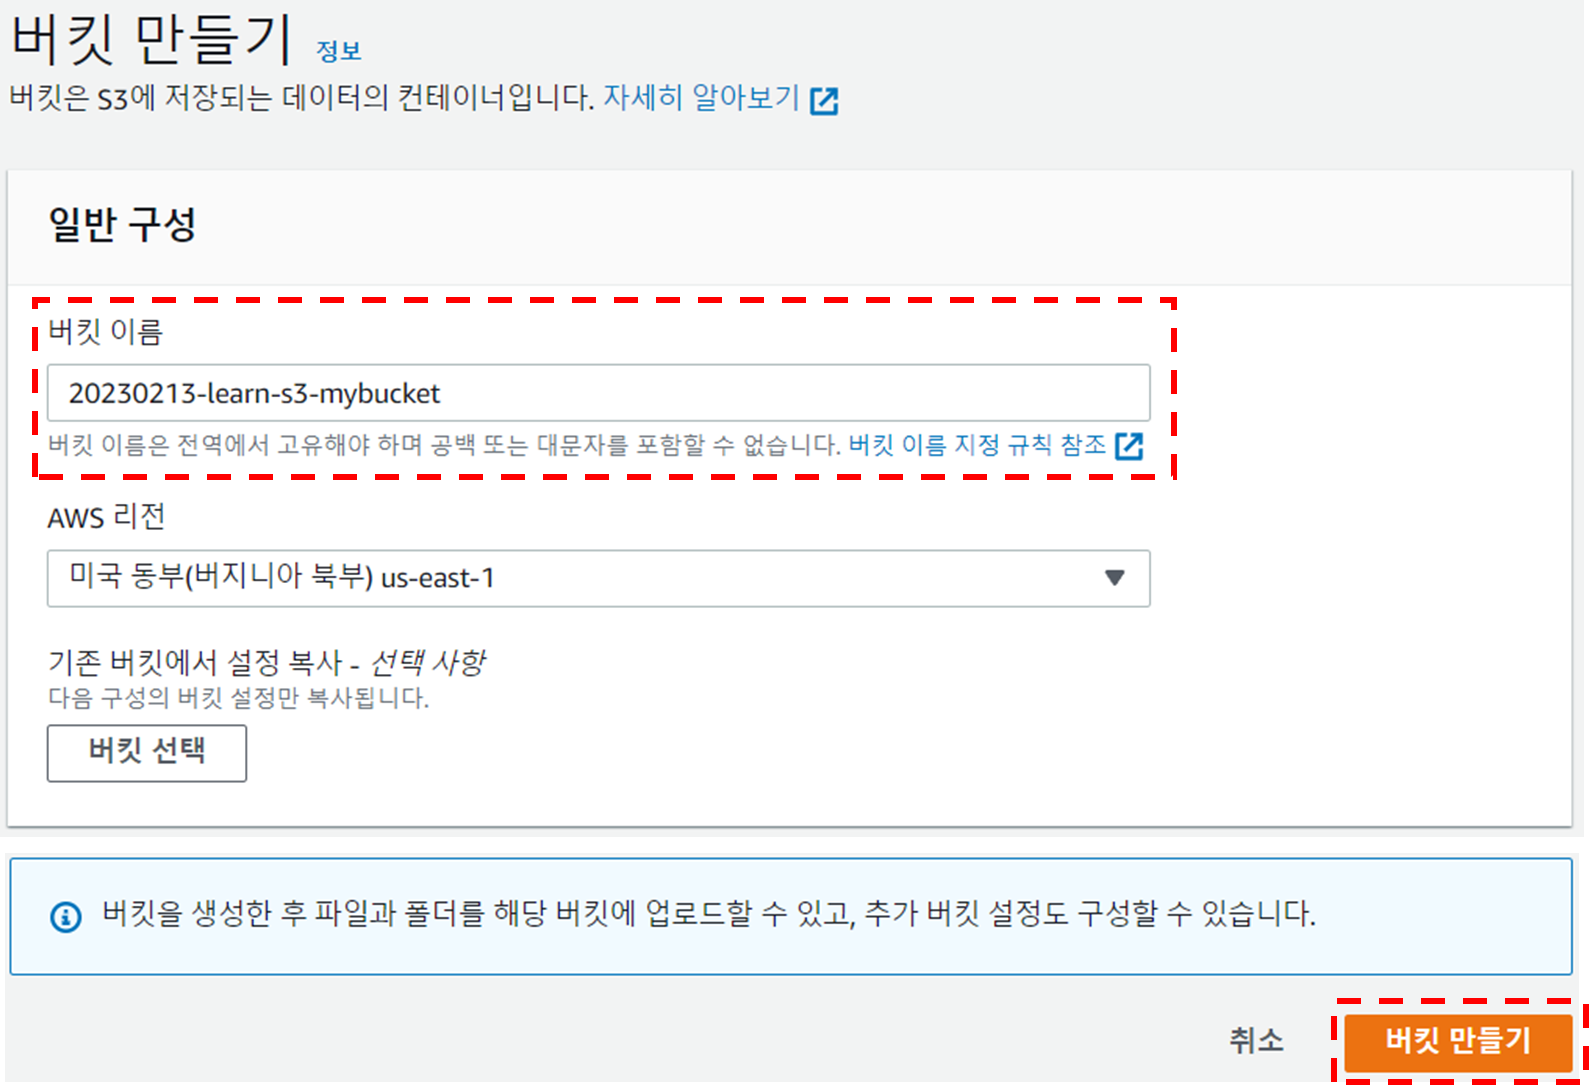 버킷 만들기 정보
버킷은 S3에 저장되는 데이터의 컨테이너입니다. 자세히 알아보기
일반 구성
버킷 이름
20230213-learn-s3-mybucket
버킷 이름은 전역에서 고유해야 하며 공백 또는 대문자를 포함할 수 없습니다. 버킷 이름 지정 규칙 참조
AWS 리전
미국 동부(버지니아 북부) us-east-1
기존 버킷에서 설정 복사 - 선택 사항
다음 구성의 버킷 설정만 복사됩니다.
버킷 선택
버킷을 생성한 후 파일과 폴더를 해당 버킷에 업로드할 수 있고, 추가 버킷 설정도 구성할 수 있습니다.
취소 버킷 만들기